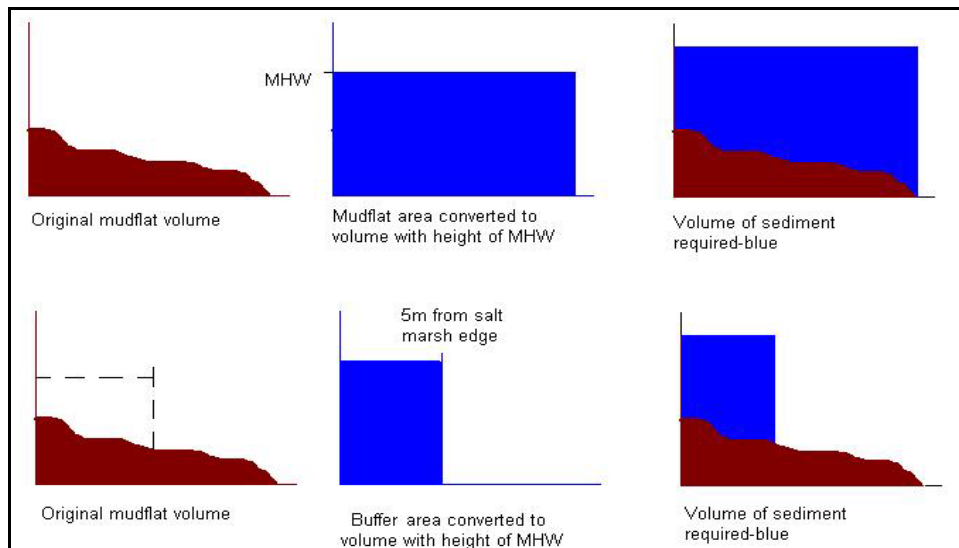 MHW
Original mudflat volume
Mudflat area converted to
volume with height of MHW
Volume of sediment
required-blue
5m from salt
marsh edge
Original mudflat volume
Buffer area converted to
volume with height of MHW
Volume of sediment
required-blue